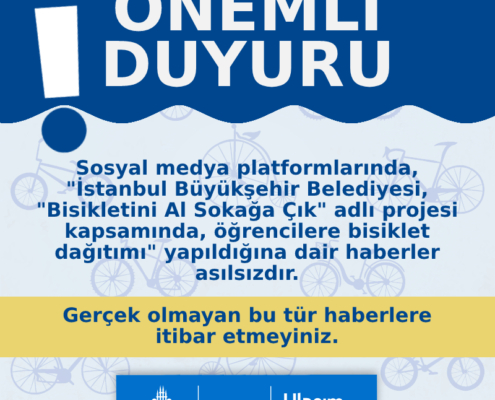 ÖNEMLİ
DUYURU
Sosyal medya platformlarında,
"İstanbul Büyükşehir Belediyesi,
"Bisikletini Al Sokağa Çık" adlı projesi
kapsamında, öğrencilere bisiklet
dağıtımı" yapıldığına dair haberler
asılsızdır.
Gerçek olmayan bu tür haberlere
itibar etmeyiniz.
Ulaşım